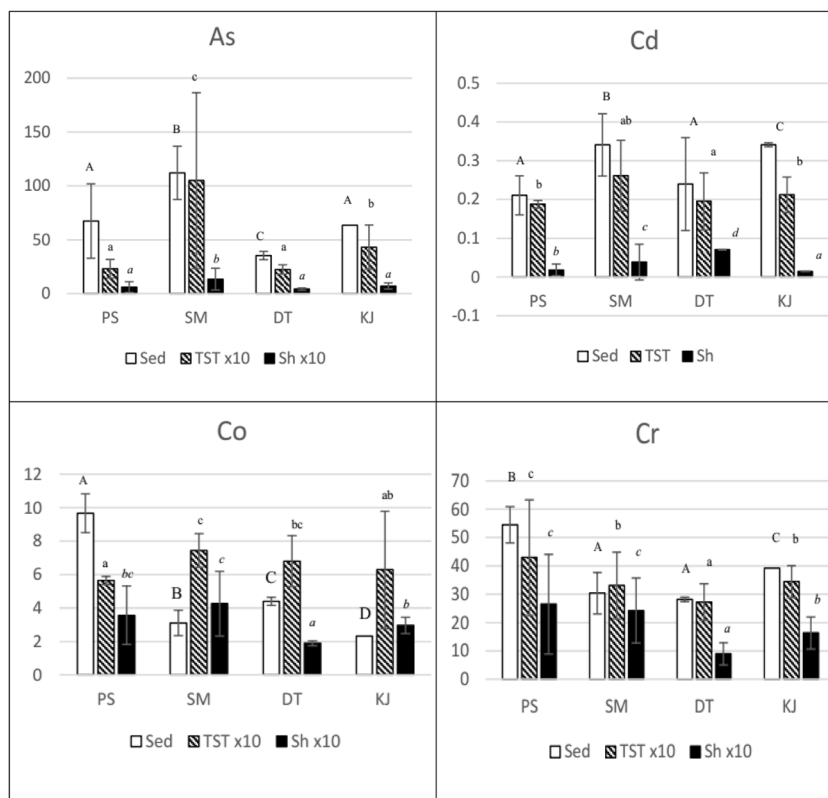 As
200
150
100
50
0
A
a
a
B
c
b
C
a
a
A
b
a
PS SM DT KJ
Sed TST x10 Sh x10
Cd
0.5
0.4
0.3
0.2
0.1
0
-0.1
A
b
b
B
ab
c
A
a
d
C
b
a
PS SM DT KJ
Sed TST Sh
Co
12
10
8
6
4
2
0
A
a
bc
B
c
c
C
bc
a
D
ab
b
PS SM DT KJ
Sed TST x10 Sh x10
Cr
70
60
50
40
30
20
10
0
B
c
c
A
b
c
A
a
a
C
b
b
PS SM DT KJ
Sed TST x10 Sh x10